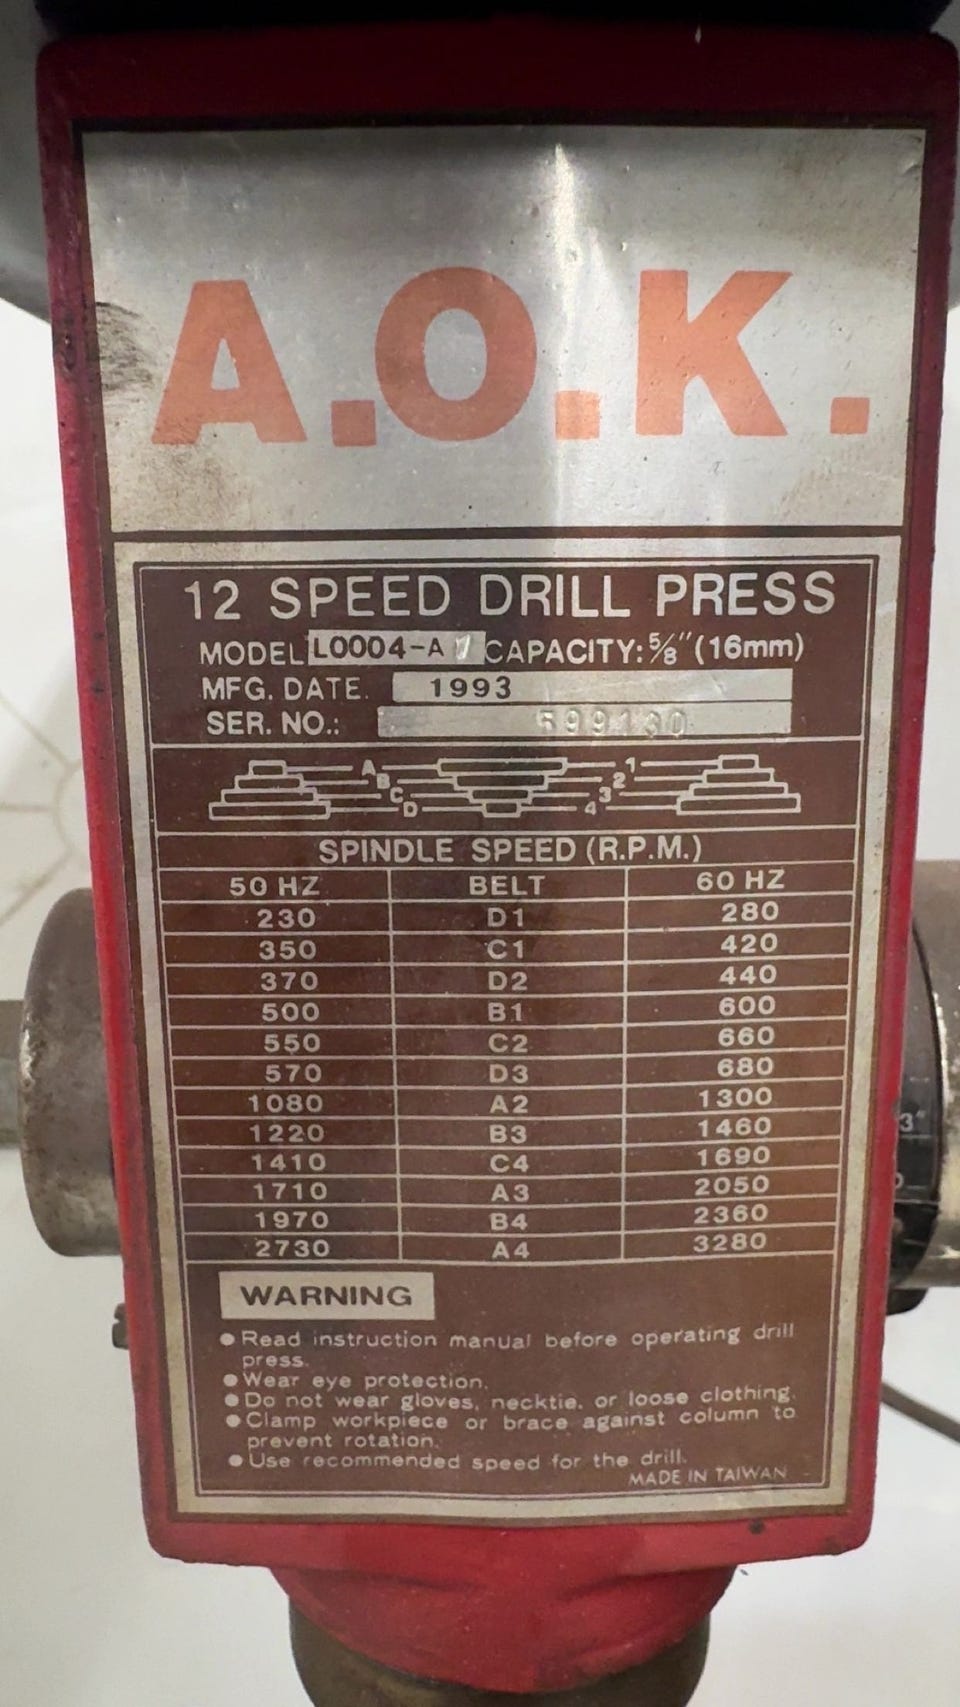 A.O.K.
12 SPEED DRILL PRESS
MODEL L0004-A CAPACITY: 5/8" (16mm)
MFG. DATE. 1993
SER. NO.: 599130
A 1
B 2
C 3
D 4
SPINDLE SPEED (R.P.M.)
50 HZ BELT 60 HZ
230 D1 280
350 C1 420
370 D2 440
500 B1 600
550 C2 660
570 D3 680
1080 A2 1300
1220 B3 1460
1410 C4 1690
1710 A3 2050
1970 B4 2360
2730 A4 3280
3"
WARNING
● Read instruction manual before operating drill
press.
● Wear eye protection.
● Do not wear gloves, necktie, or loose clothing.
● Clamp workpiece or brace against column to
prevent rotation.
● Use recommended speed for the drill.
MADE IN TAIWAN